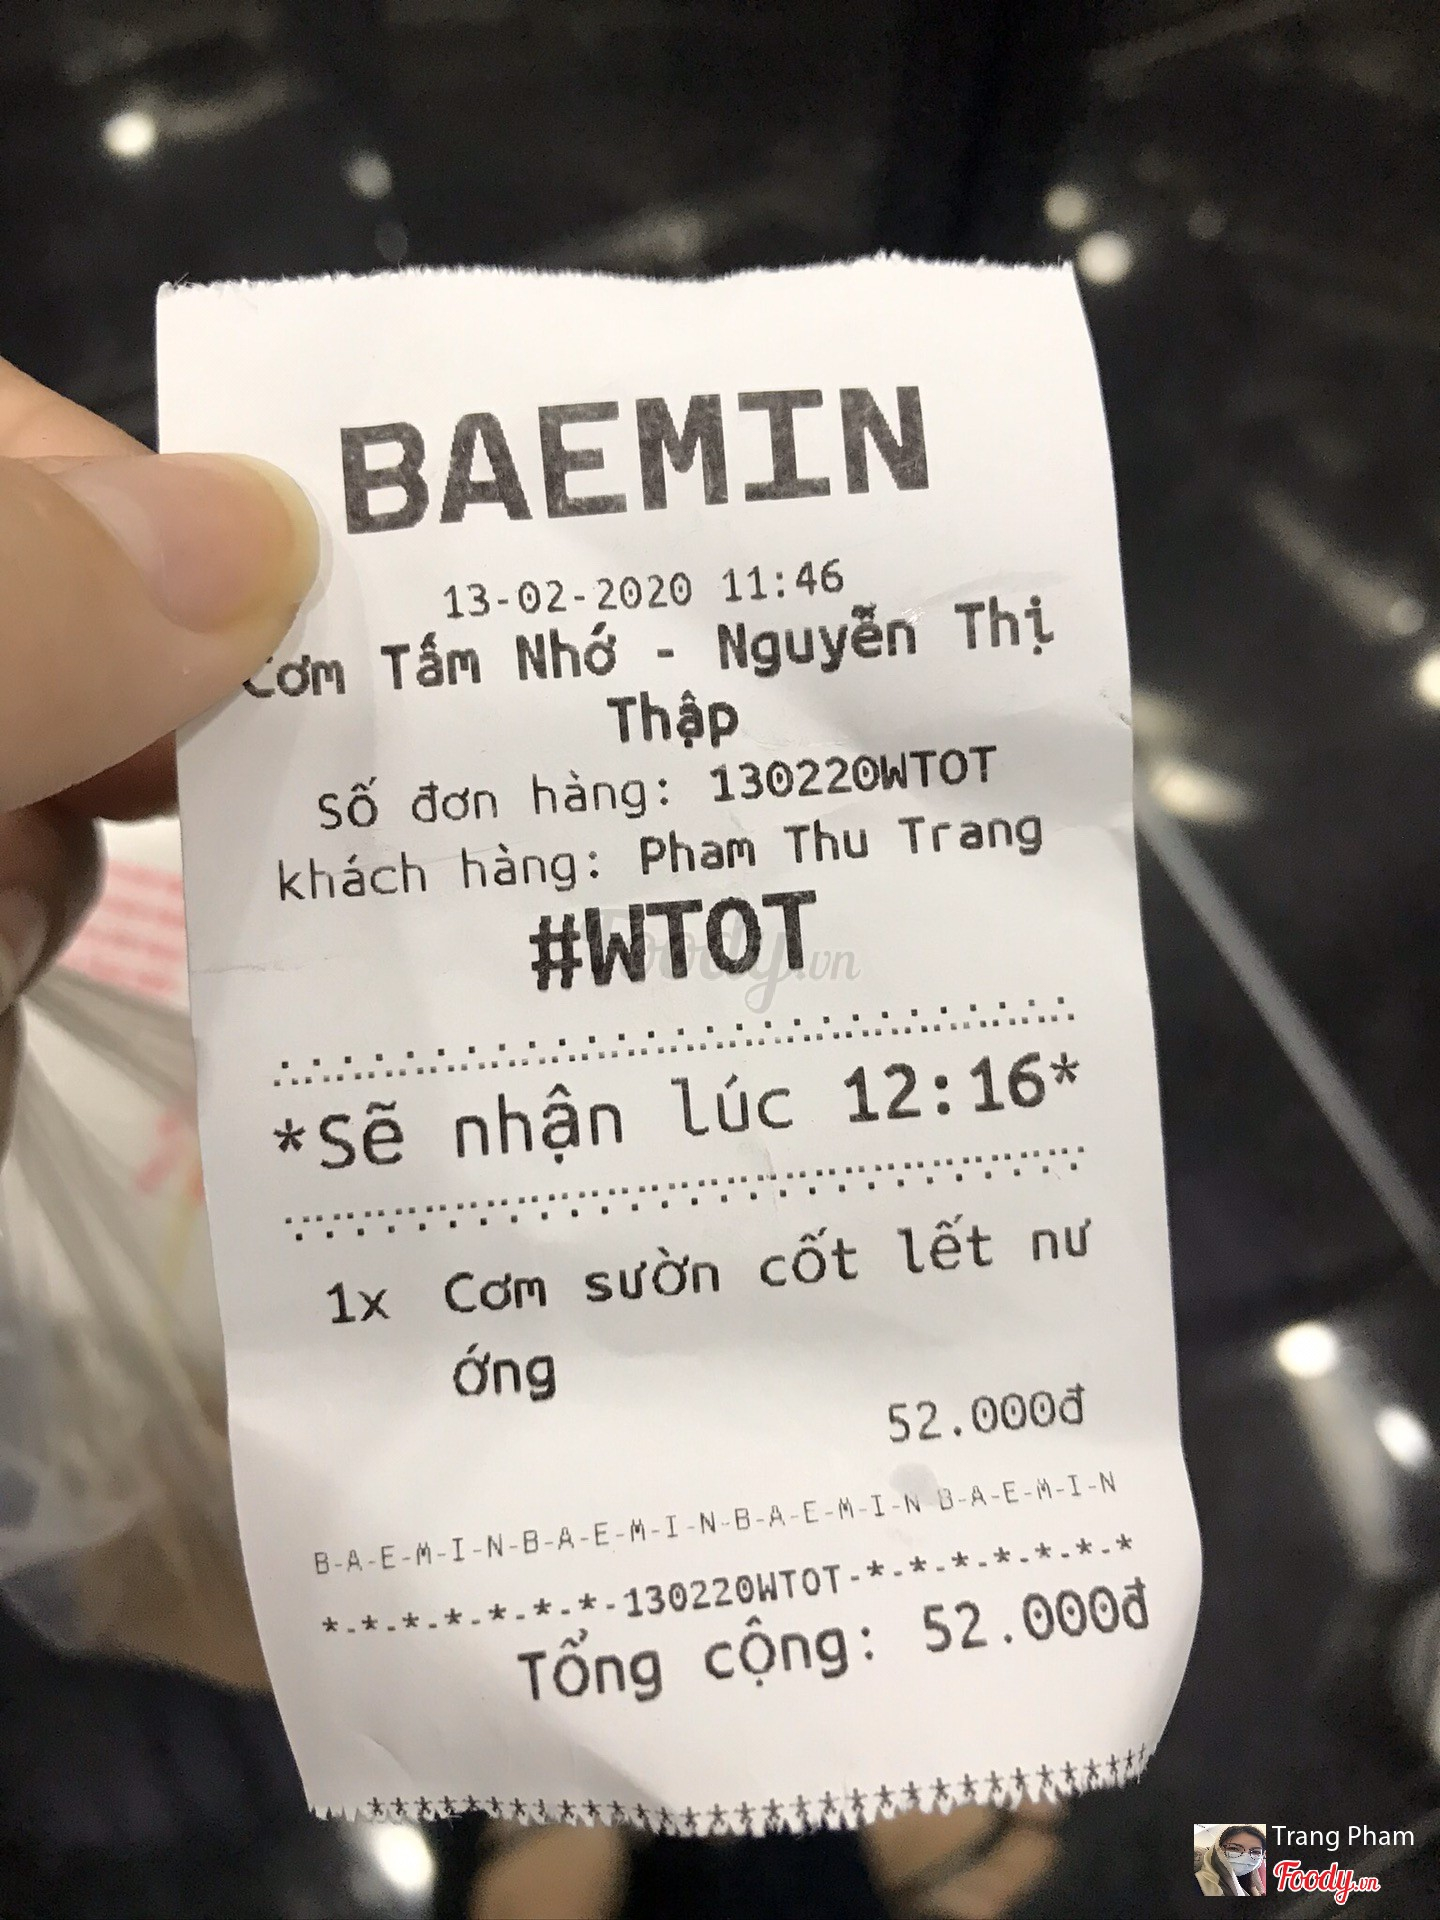 BAEMIN
13-02-2020 11:46
Cơm Tấm Nhớ - Nguyễn Thị
Thập
Số đơn hàng: 130220WTOT
khách hàng: Pham Thu Trang
#WTOT
*Sẽ nhận lúc 12:16*
1x Cơm sườn cốt lết nư
ớng
52.000đ
B-A-E-M-I-N-B-A-E-M-I-N-B-A-E-M-I-N B-A-E-M-I-N
*-*-*-*-*-*-*-130220WTOT-*-*-*-*-*-*-*
Tổng cộng: 52.000đ
******************************
Foody.vn
Trang Pham
Foody.vn